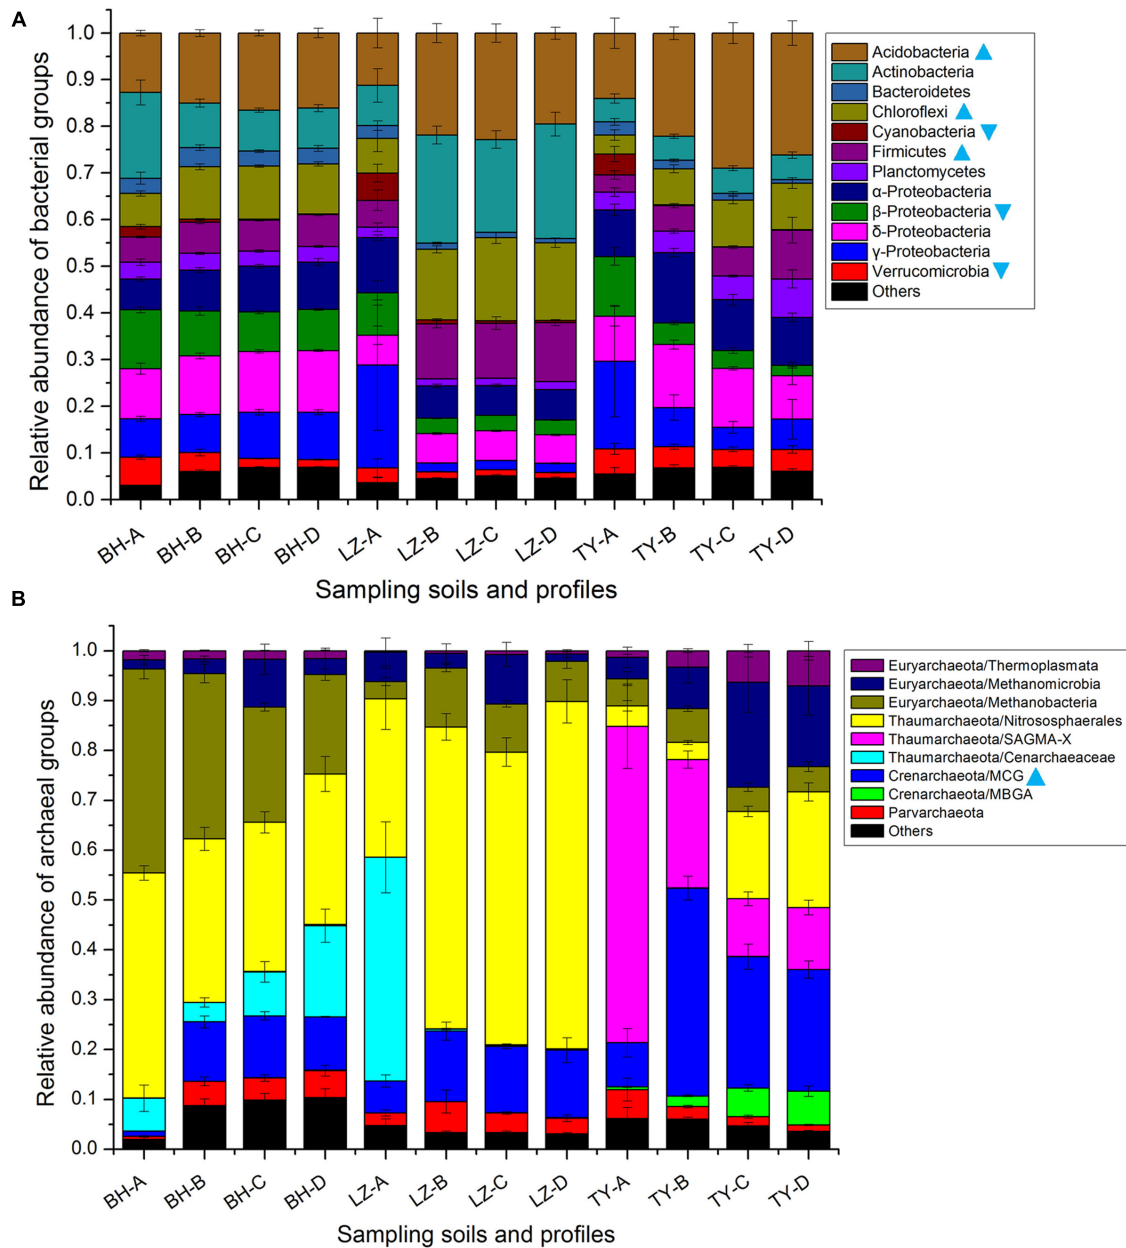 A
Relative abundance of bacterial groups
1.0
0.9
0.8
0.7
0.6
0.5
0.4
0.3
0.2
0.1
0.0
BH-A BH-B BH-C BH-D LZ-A LZ-B LZ-C LZ-D TY-A TY-B TY-C TY-D
Sampling soils and profiles
Acidobacteria
Actinobacteria
Bacteroidetes
Chloroflexi
Cyanobacteria
Firmicutes
Planctomycetes
α-Proteobacteria
β-Proteobacteria
δ-Proteobacteria
γ-Proteobacteria
Verrucomicrobia
Others
B
Relative abundance of archaeal groups
1.0
0.9
0.8
0.7
0.6
0.5
0.4
0.3
0.2
0.1
0.0
BH-A BH-B BH-C BH-D LZ-A LZ-B LZ-C LZ-D TY-A TY-B TY-C TY-D
Sampling soils and profiles
Euryarchaeota/Thermoplasmata
Euryarchaeota/Methanomicrobia
Euryarchaeota/Methanobacteria
Thaumarchaeota/Nitrososphaerales
Thaumarchaeota/SAGMA-X
Thaumarchaeota/Cenarchaeaceae
Crenarchaeota/MCG
Crenarchaeota/MBGA
Parvarchaeota
Others